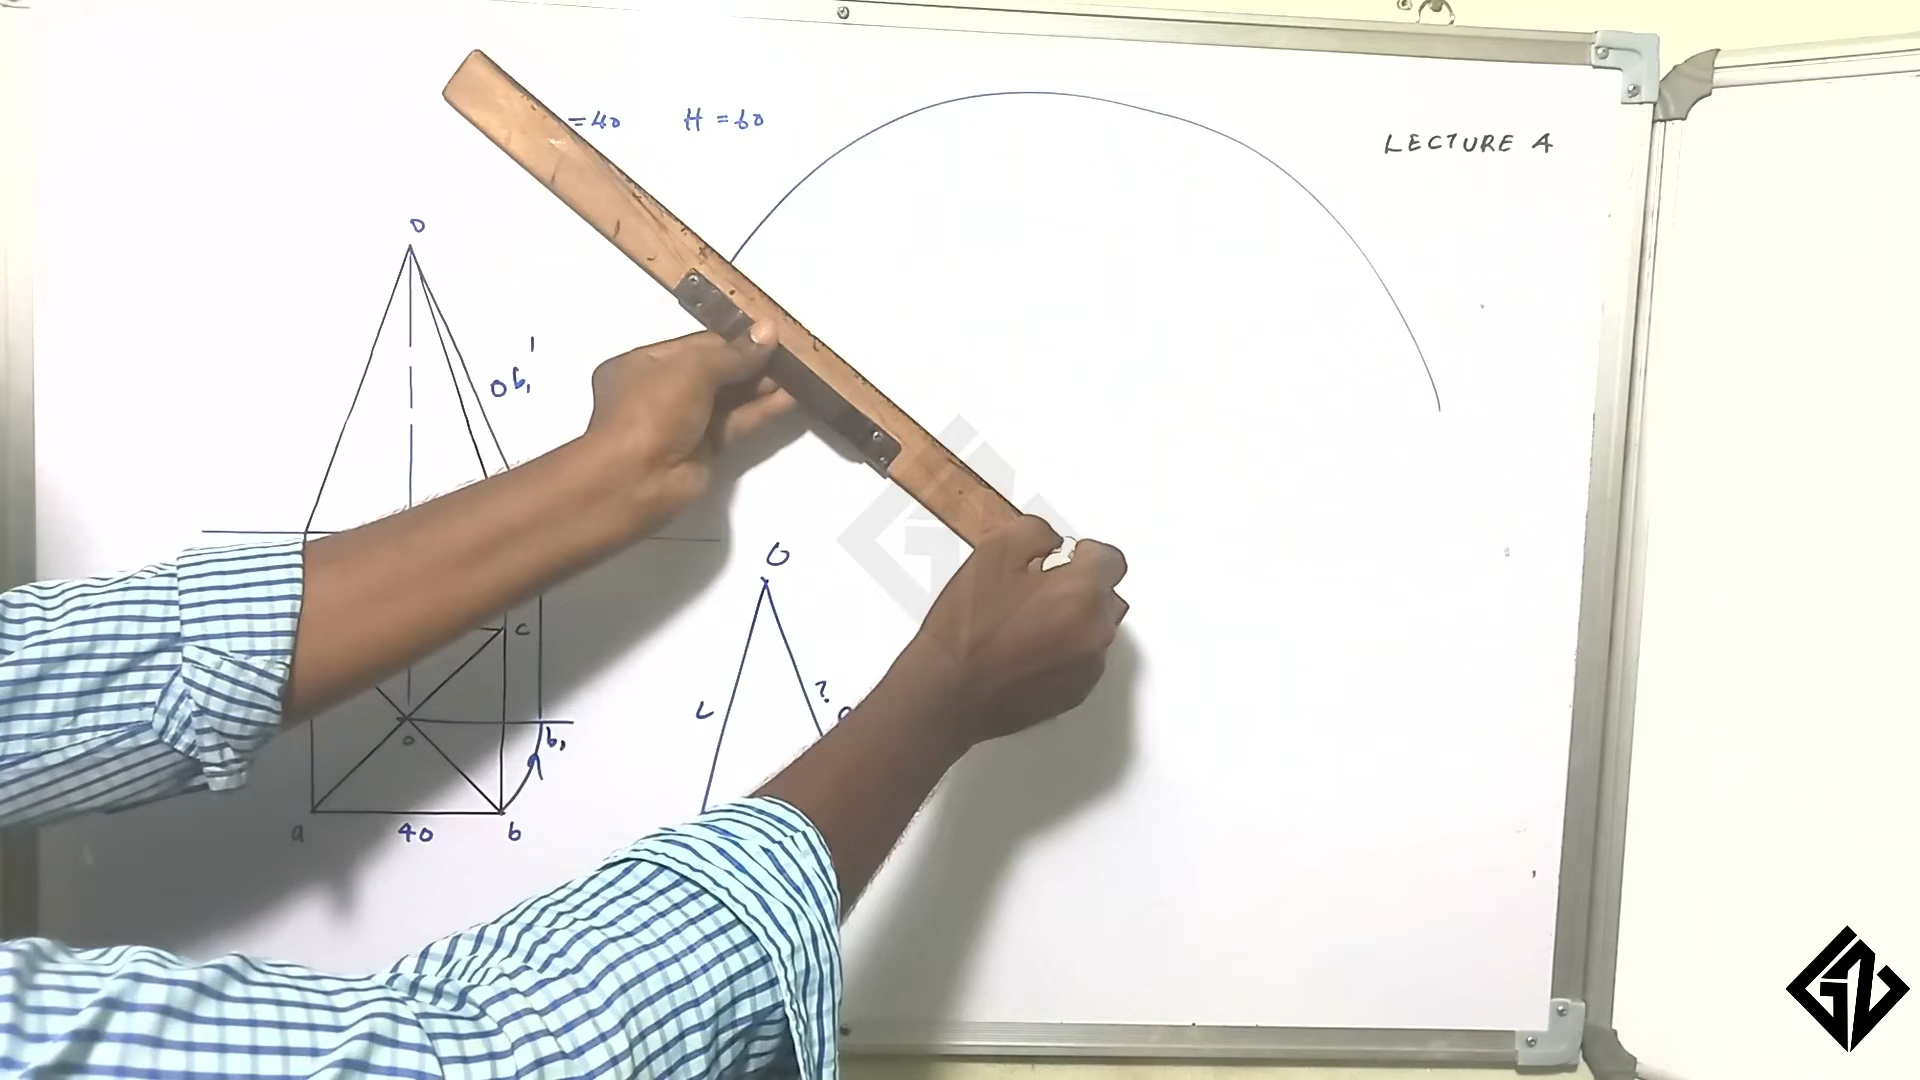 =40 H = 60
LECTURE 4
O
ob₁'
O
c
L
?
o
b₁
a
40
b